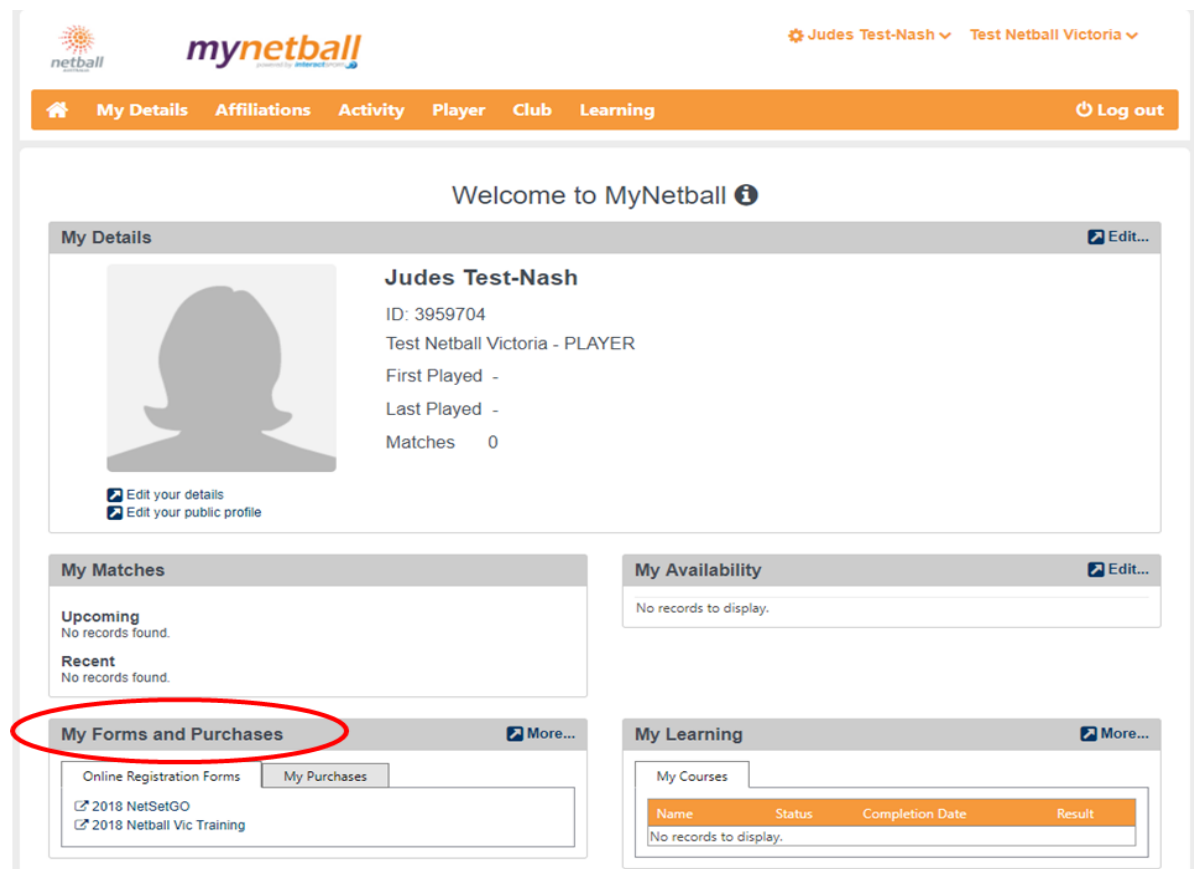 netball
AUSTRALIA
mynetball
powered by interactSPORT
Judes Test-Nash
Test Netball Victoria
My Details Affiliations Activity Player Club Learning Log out
Welcome to MyNetball
My Details Edit...
Judes Test-Nash
ID: 3959704
Test Netball Victoria - PLAYER
First Played -
Last Played -
Matches 0
Edit your details
Edit your public profile
My Matches
Upcoming
No records found.
Recent
No records found.
My Availability Edit...
No records to display.
My Forms and Purchases More...
Online Registration Forms My Purchases
2018 NetSetGO
2018 Netball Vic Training
My Learning More...
My Courses
Name Status Completion Date Result
No records to display.